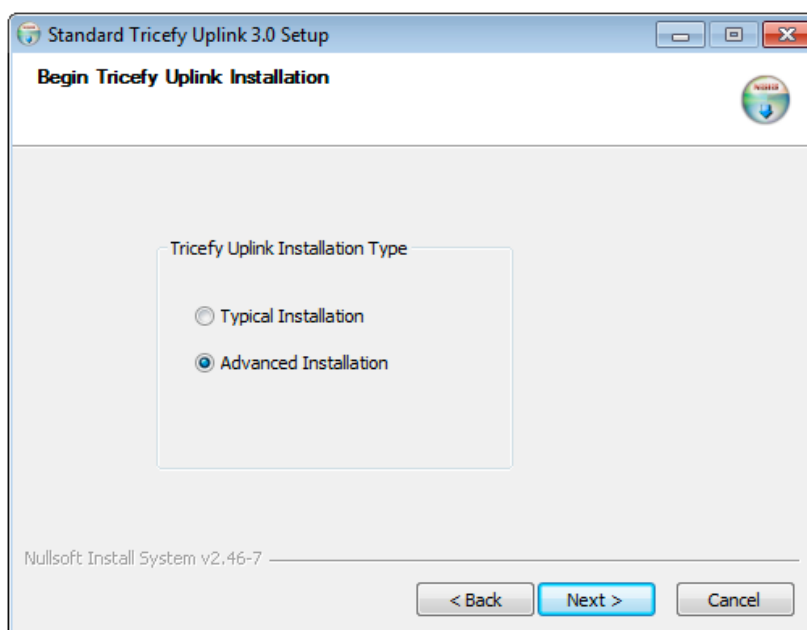 Standard Tricefy Uplink 3.0 Setup
Begin Tricefy Uplink Installation
Tricefy Uplink Installation Type
Typical Installation
Advanced Installation
Nullsoft Install System v2.46-7
< Back
Next >
Cancel